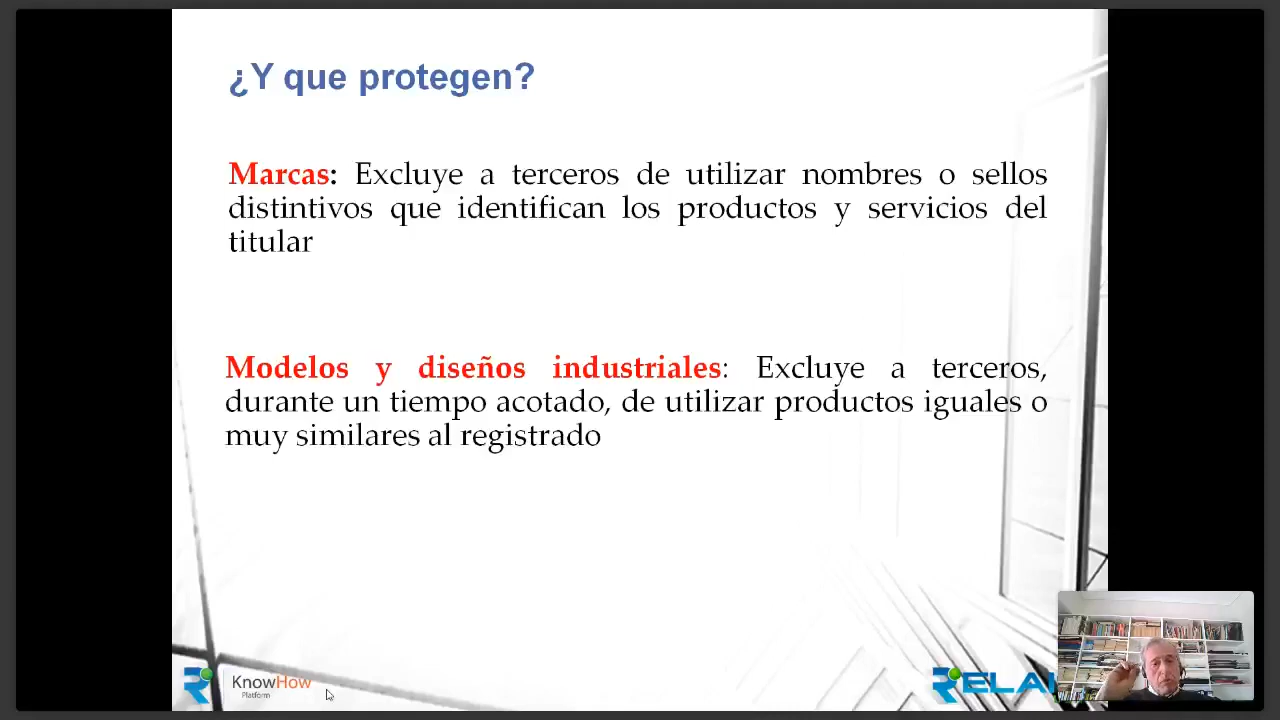 ¿Y que protegen?
Marcas: Excluye a terceros de utilizar nombres o sellos
distintivos que identifican los productos y servicios del
titular
Modelos y diseños industriales: Excluye a terceros,
durante un tiempo acotado, de utilizar productos iguales o
muy similares al registrado
KnowHow
Platform